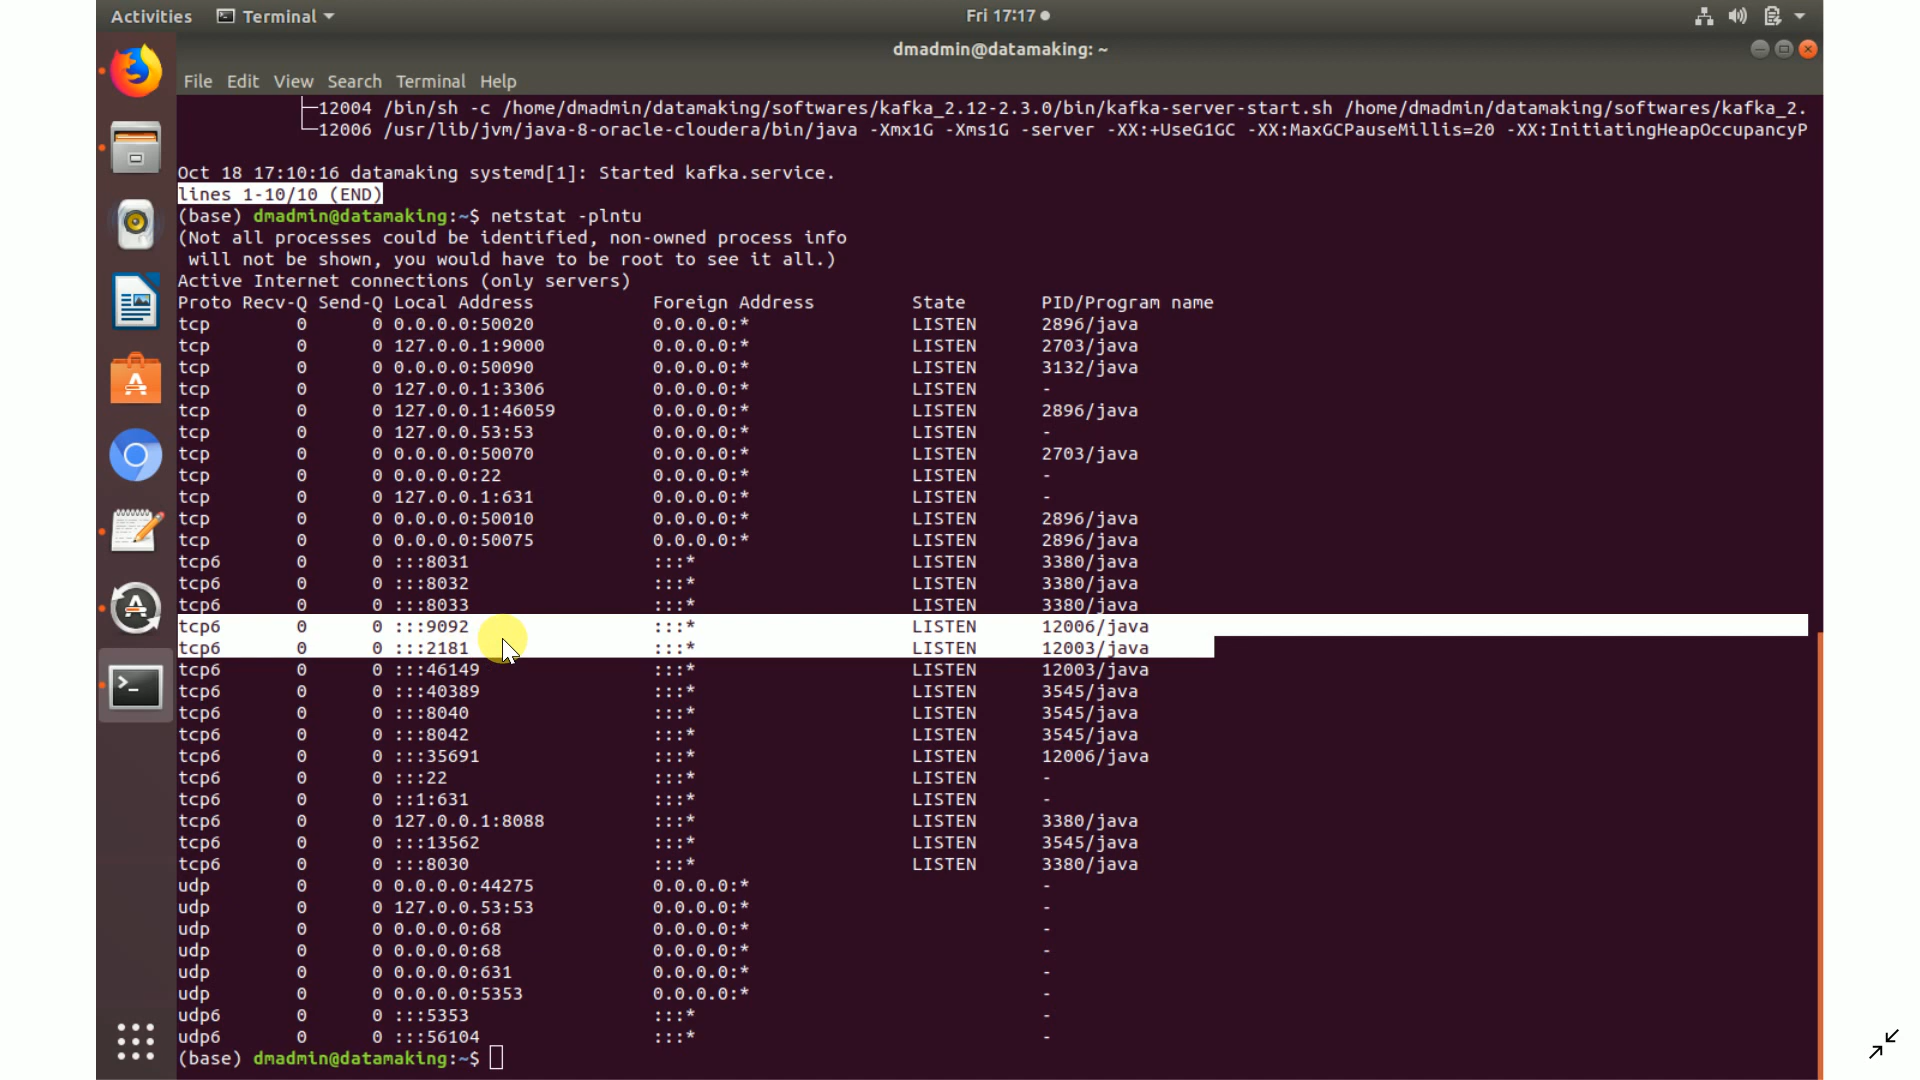 Activities Terminal Fri 17:17
dmadmin@datamaking: ~
File Edit View Search Terminal Help
├─12004 /bin/sh -c /home/dmadmin/datamaking/softwares/kafka_2.12-2.3.0/bin/kafka-server-start.sh /home/dmadmin/datamaking/softwares/kafka_2.
└─12006 /usr/lib/jvm/java-8-oracle-cloudera/bin/java -Xmx1G -Xms1G -server -XX:+UseG1GC -XX:MaxGCPauseMillis=20 -XX:InitiatingHeapOccupancyP
Oct 18 17:10:16 datamaking systemd[1]: Started kafka.service.
lines 1-10/10 (END)
(base) dmadmin@datamaking:~$ netstat -plntu
(Not all processes could be identified, non-owned process info
will not be shown, you would have to be root to see it all.)
Active Internet connections (only servers)
Proto Recv-Q Send-Q Local Address Foreign Address State PID/Program name
tcp 0 0 0.0.0.0:50020 0.0.0.0:* LISTEN 2896/java
tcp 0 0 127.0.0.1:9000 0.0.0.0:* LISTEN 2703/java
tcp 0 0 0.0.0.0:50090 0.0.0.0:* LISTEN 3132/java
tcp 0 0 127.0.0.1:3306 0.0.0.0:* LISTEN -
tcp 0 0 127.0.0.1:46059 0.0.0.0:* LISTEN 2896/java
tcp 0 0 127.0.0.53:53 0.0.0.0:* LISTEN -
tcp 0 0 0.0.0.0:50070 0.0.0.0:* LISTEN 2703/java
tcp 0 0 0.0.0.0:22 0.0.0.0:* LISTEN -
tcp 0 0 127.0.0.1:631 0.0.0.0:* LISTEN -
tcp 0 0 0.0.0.0:50010 0.0.0.0:* LISTEN 2896/java
tcp 0 0 0.0.0.0:50075 0.0.0.0:* LISTEN 2896/java
tcp6 0 0 :::8031 :::* LISTEN 3380/java
tcp6 0 0 :::8032 :::* LISTEN 3380/java
tcp6 0 0 :::8033 :::* LISTEN 3380/java
tcp6 0 0 :::9092 :::* LISTEN 12006/java
tcp6 0 0 :::2181 :::* LISTEN 12003/java
tcp6 0 0 :::46149 :::* LISTEN 12003/java
tcp6 0 0 :::40389 :::* LISTEN 3545/java
tcp6 0 0 :::8040 :::* LISTEN 3545/java
tcp6 0 0 :::8042 :::* LISTEN 3545/java
tcp6 0 0 :::35691 :::* LISTEN 12006/java
tcp6 0 0 :::22 :::* LISTEN -
tcp6 0 0 ::1:631 :::* LISTEN -
tcp6 0 0 127.0.0.1:8088 :::* LISTEN 3380/java
tcp6 0 0 :::13562 :::* LISTEN 3545/java
tcp6 0 0 :::8030 :::* LISTEN 3380/java
udp 0 0 0.0.0.0:44275 0.0.0.0:* -
udp 0 0 127.0.0.53:53 0.0.0.0:* -
udp 0 0 0.0.0.0:68 0.0.0.0:* -
udp 0 0 0.0.0.0:68 0.0.0.0:* -
udp 0 0 0.0.0.0:631 0.0.0.0:* -
udp 0 0 0.0.0.0:5353 0.0.0.0:* -
udp6 0 0 :::5353 :::* -
udp6 0 0 :::56104 :::* -
(base) dmadmin@datamaking:~$